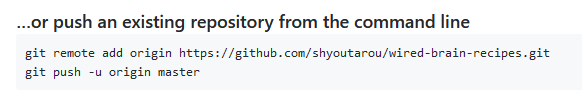 …or push an existing repository from the command line
git remote add origin https://github.com/shyoutarou/wired-brain-recipes.git
git push -u origin master